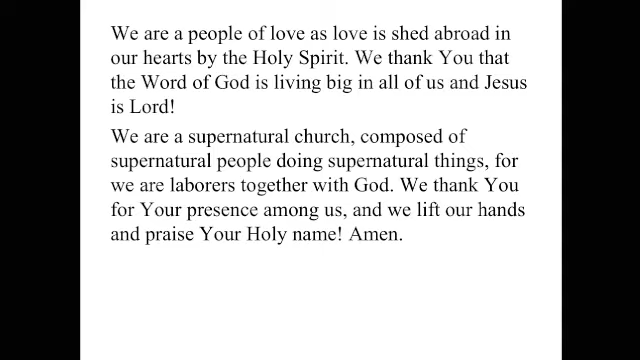 We are a people of love as love is shed abroad in
our hearts by the Holy Spirit. We thank You that
the Word of God is living big in all of us and Jesus
is Lord!
We are a supernatural church, composed of
supernatural people doing supernatural things, for
we are laborers together with God. We thank You
for Your presence among us, and we lift our hands
and praise Your Holy name! Amen.